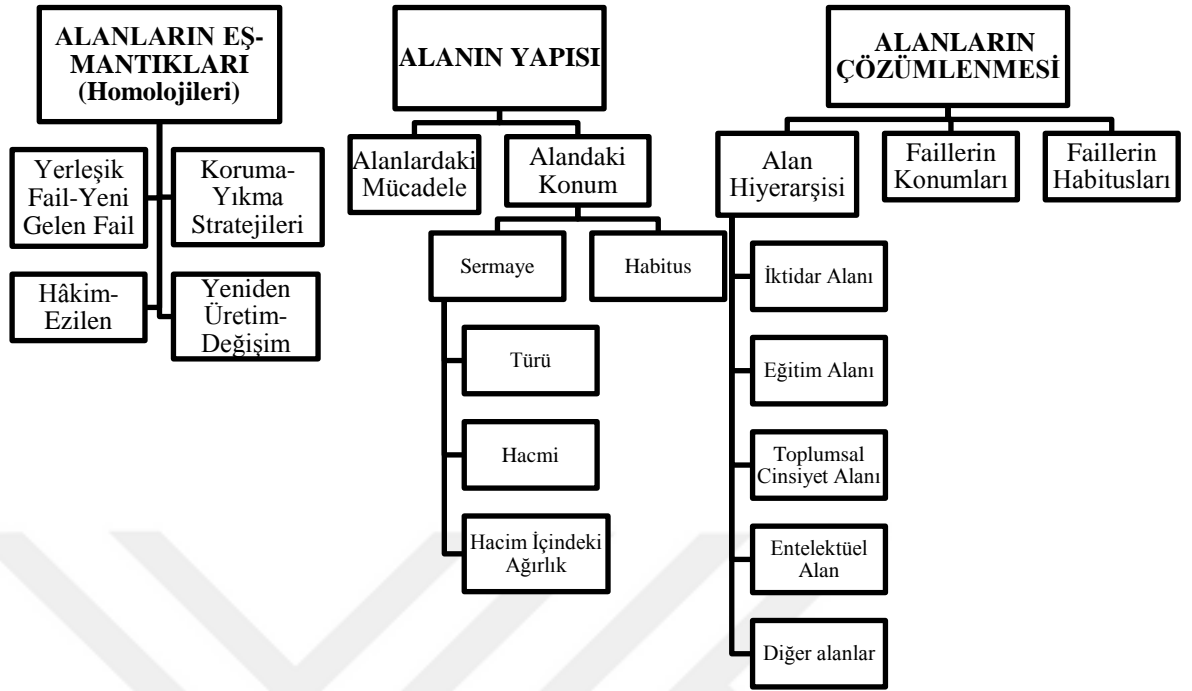 ALANLARIN EŞ-
MANTIKLARI
(Homolojileri)
Yerleşik
Fail-Yeni
Gelen Fail
Koruma-
Yıkma
Stratejileri
Hâkim-
Ezilen
Yeniden
Üretim-
Değişim
ALANIN YAPISI
Alanlardaki
Mücadele
Alandaki
Konum
Sermaye
Habitus
Türü
Hacmi
Hacim İçindeki
Ağırlık
ALANLARIN
ÇÖZÜMLENMESİ
Alan
Hiyerarşisi
Faillerin
Konumları
Faillerin
Habitusları
İktidar Alanı
Eğitim Alanı
Toplumsal
Cinsiyet Alanı
Entelektüel
Alan
Diğer alanlar